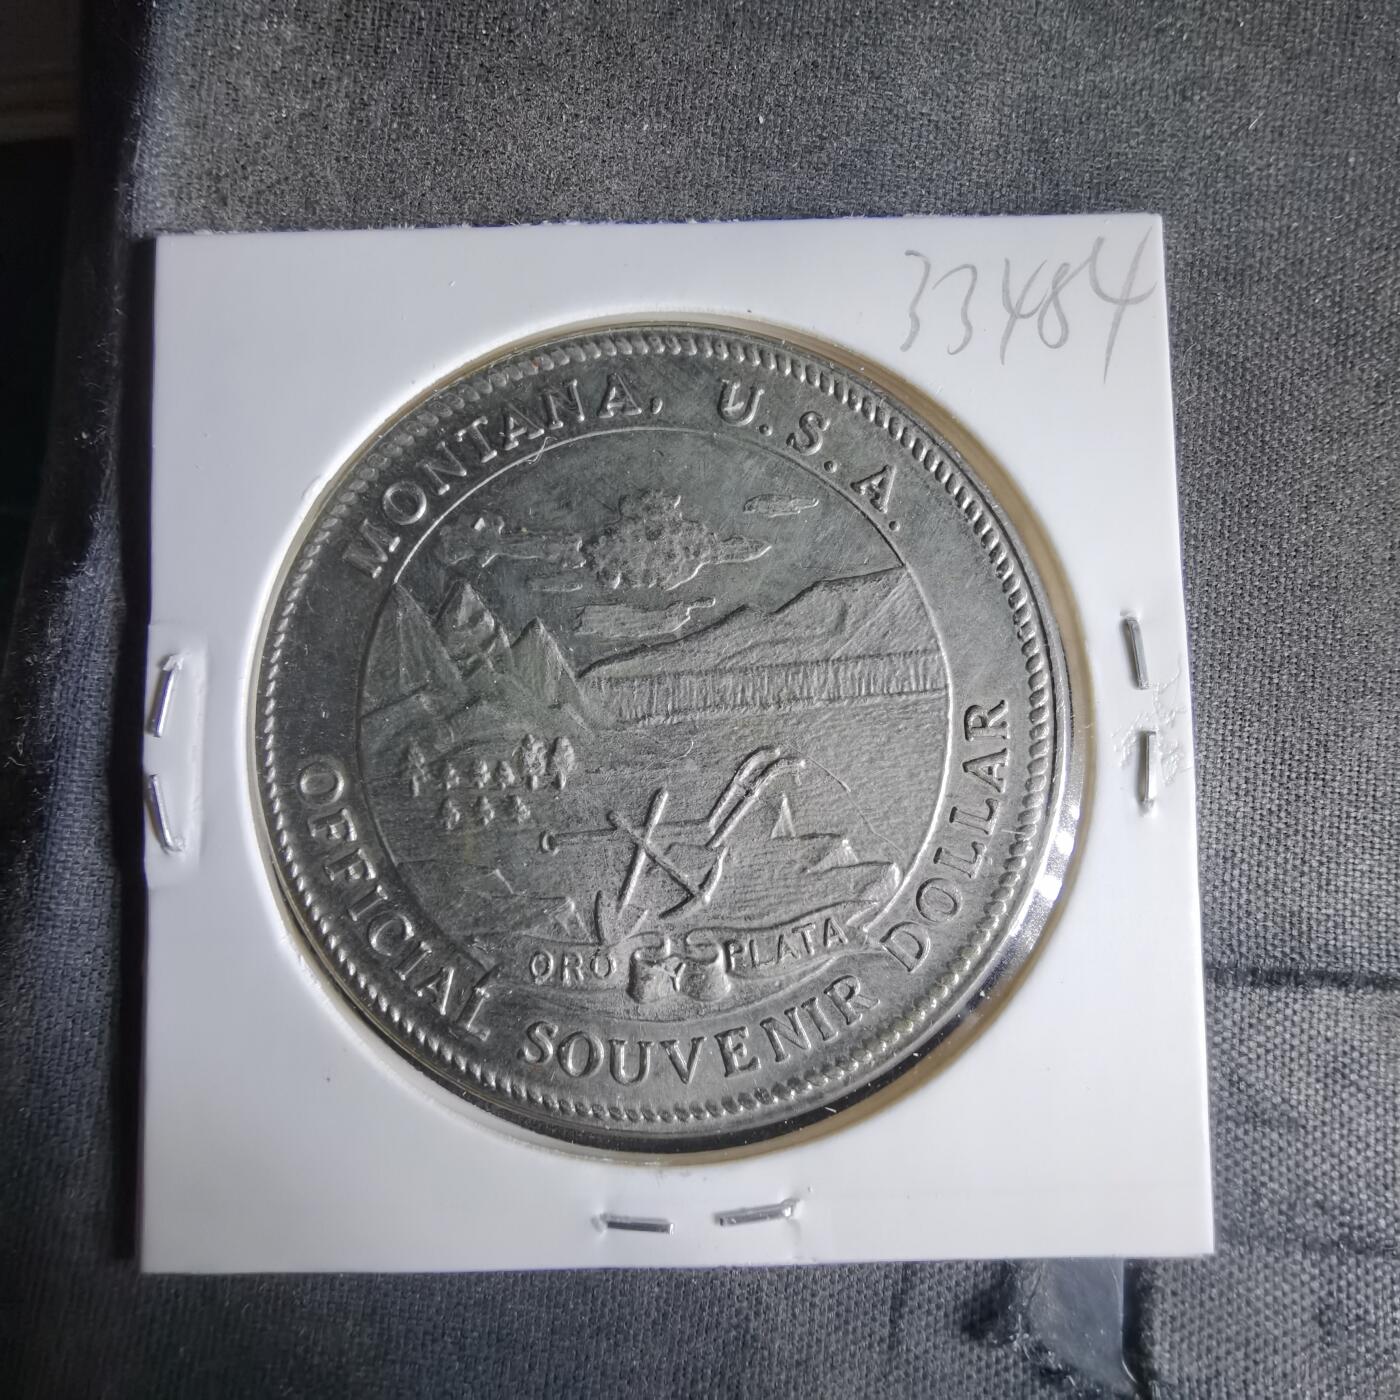 33484
MONTANA, U.S.A.
ORO Y PLATA
OFFICIAL SOUVENIR DOLLAR